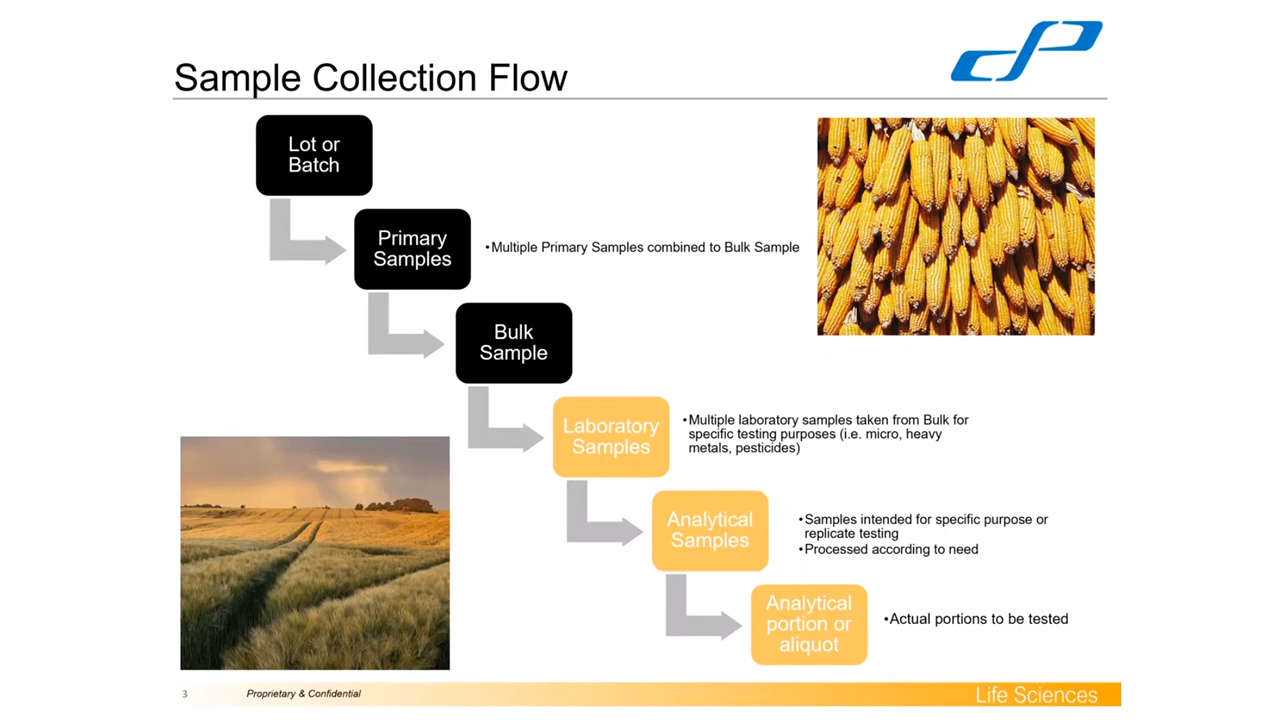 Sample Collection Flow
Lot or
Batch
Primary
Samples
•Multiple Primary Samples combined to Bulk Sample
Bulk
Sample
Laboratory
Samples
•Multiple laboratory samples taken from Bulk for
specific testing purposes (i.e. micro, heavy
metals, pesticides)
Analytical
Samples
•Samples intended for specific purpose or
replicate testing
•Processed according to need
Analytical
portion or
aliquot
•Actual portions to be tested
3
Proprietary & Confidential
Life Sciences